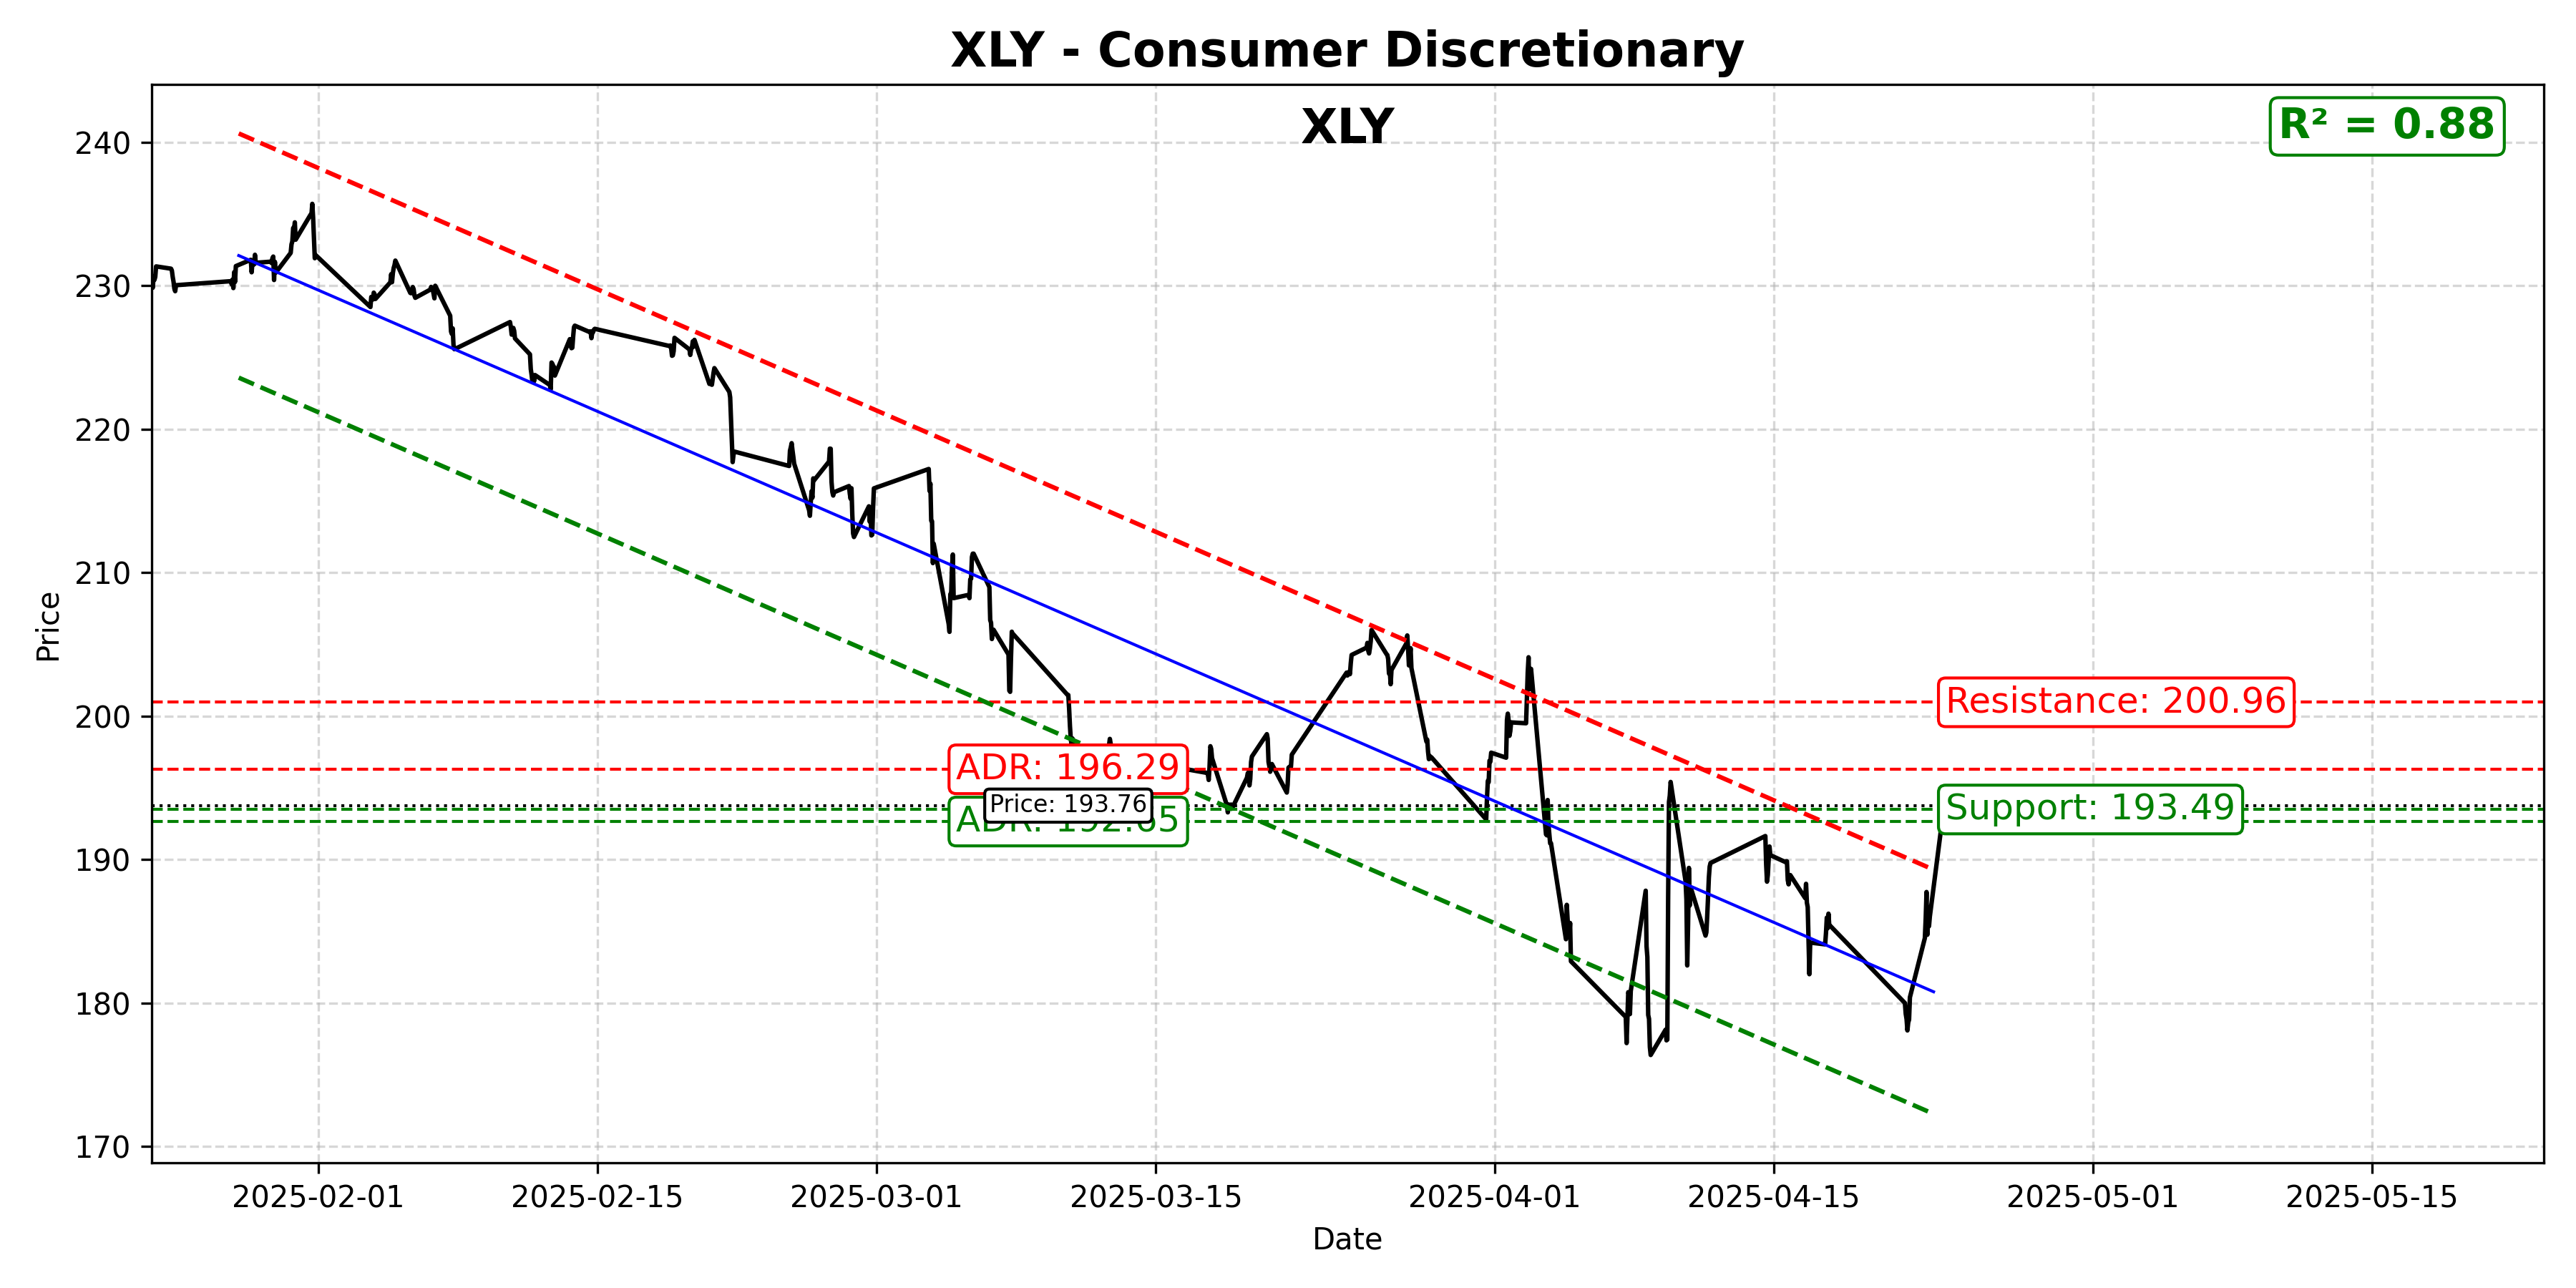 XLY - Consumer Discretionary
XLY
R² = 0.88
240
230
220
210
200
190
180
170
Price
Resistance: 200.96
ADR: 196.29
Price: 193.76
Support: 193.49
ADR: 192.65
2025-02-01
2025-02-15
2025-03-01
2025-03-15
2025-04-01
2025-04-15
2025-05-01
2025-05-15
Date